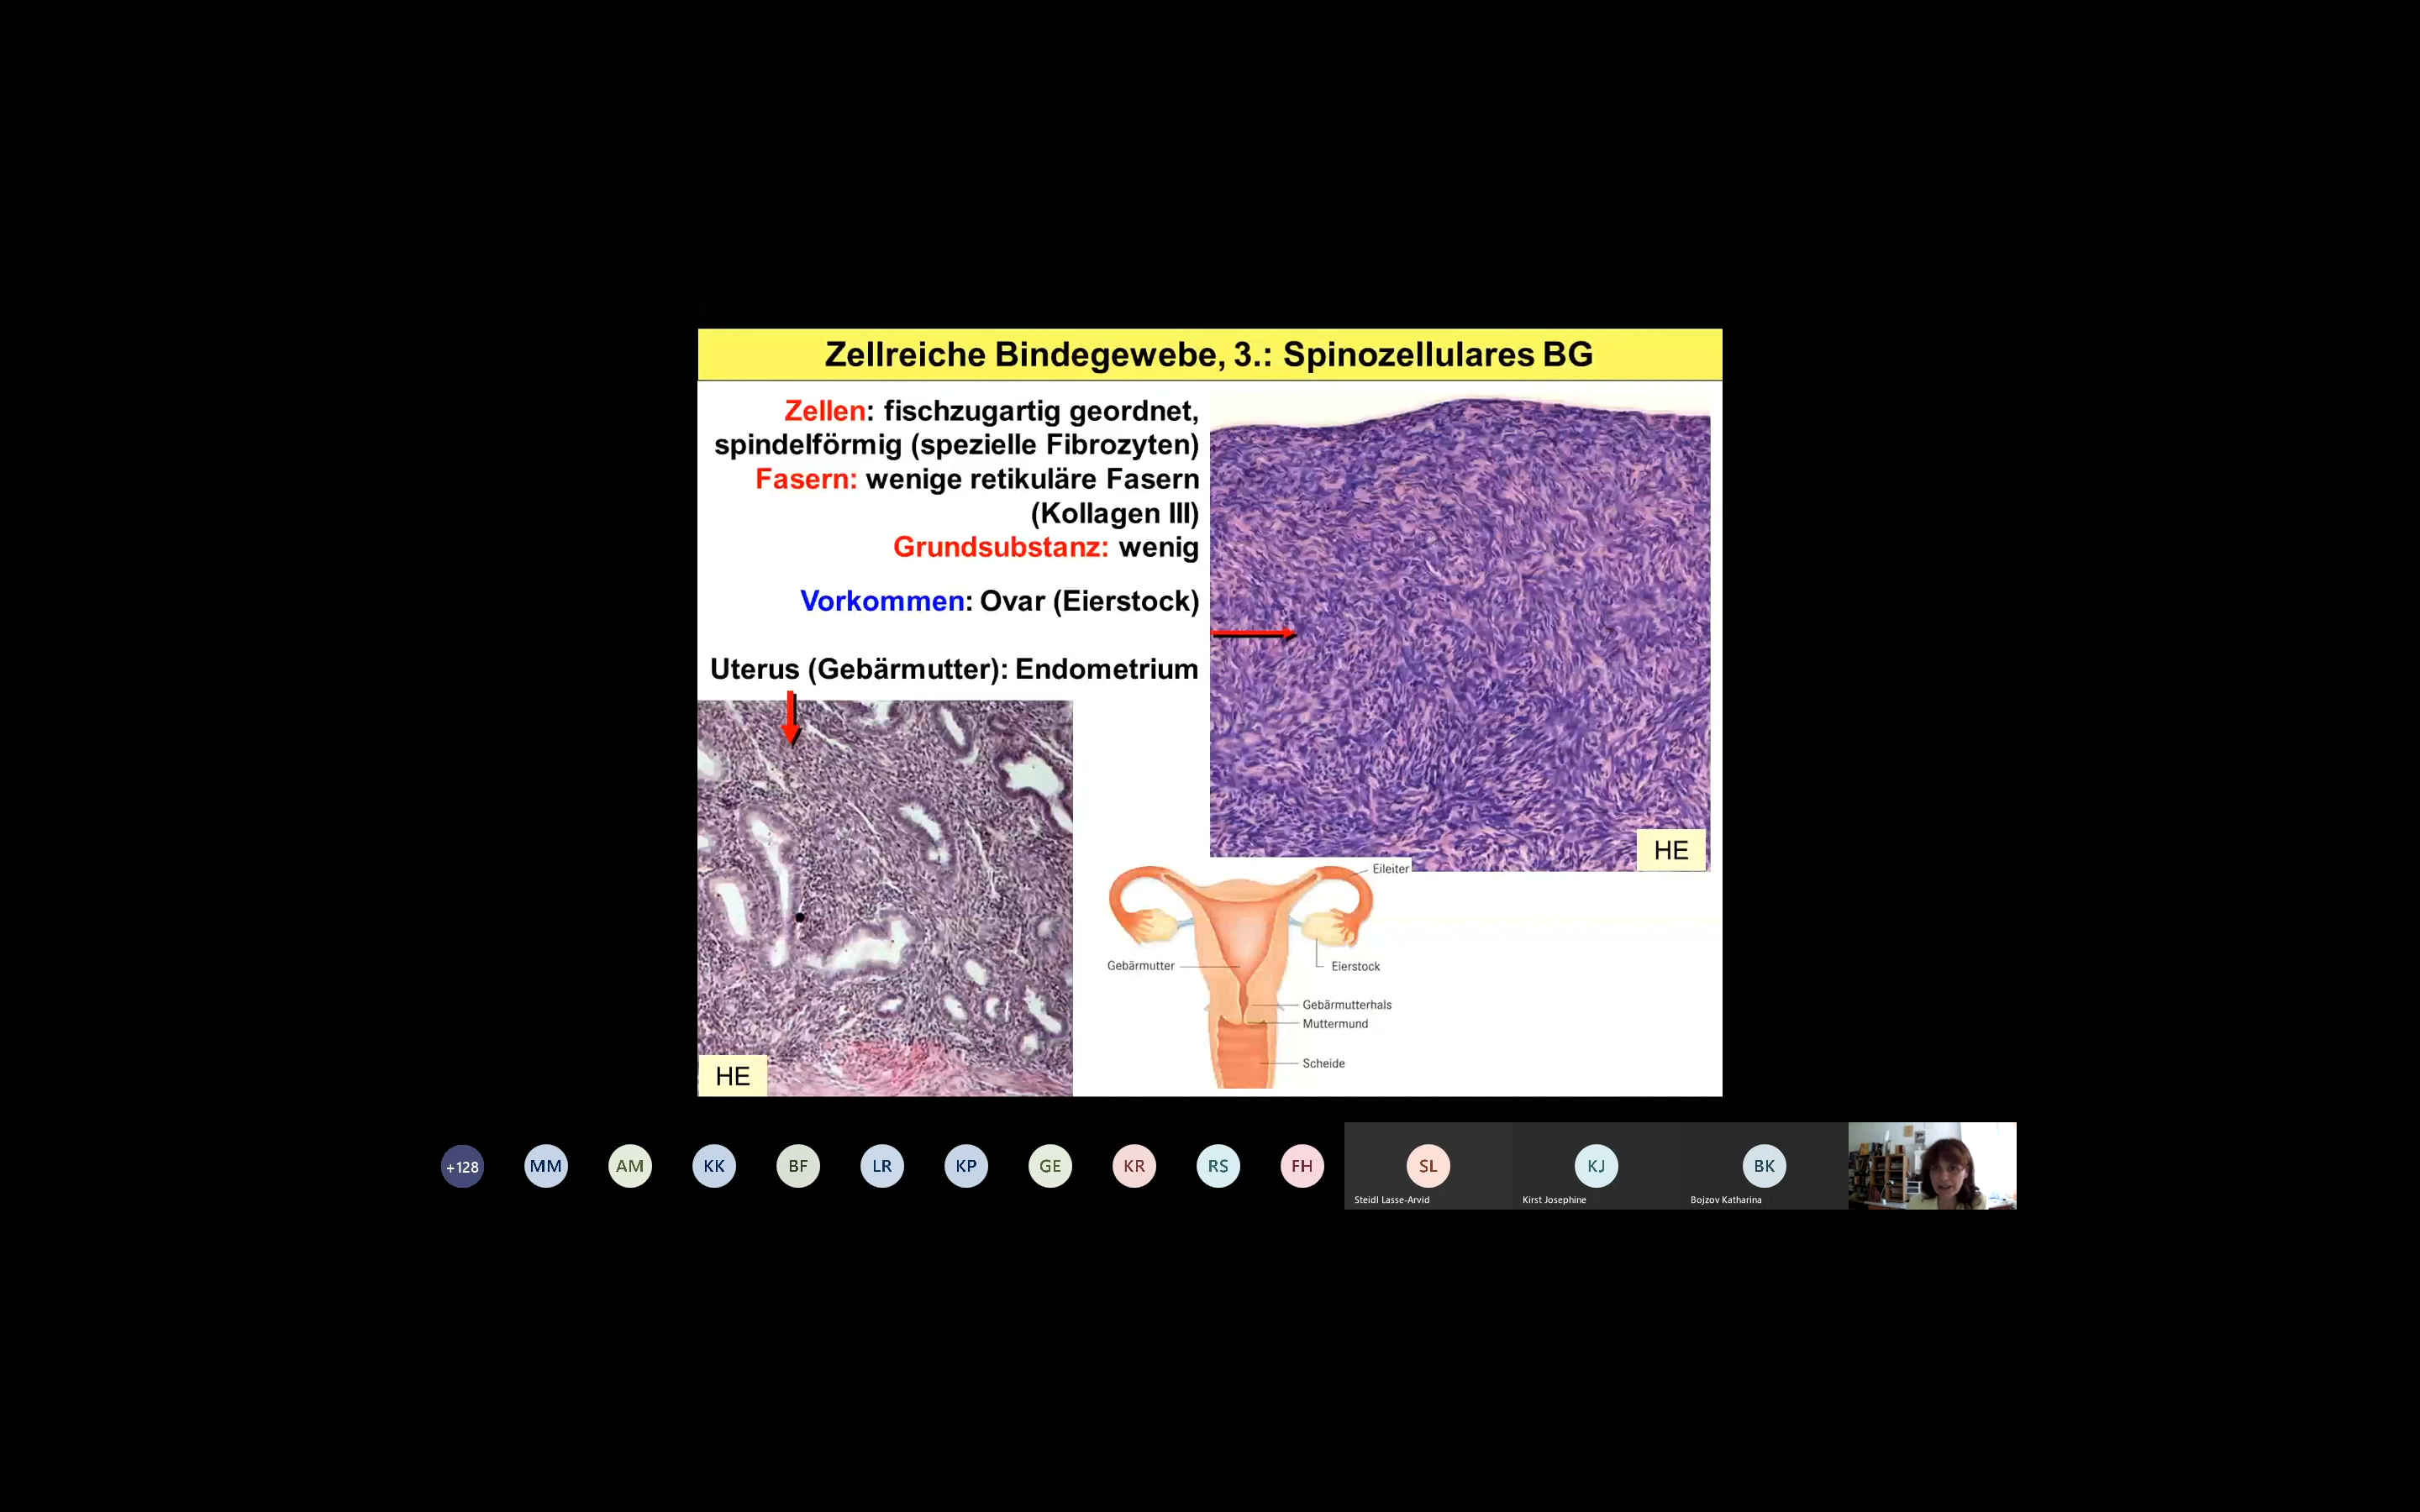 Zellreiche Bindegewebe, 3.: Spinozellulares BG
Zellen: fischzugartig geordnet,
spindelförmig (spezielle Fibrozyten)
Fasern: wenige retikuläre Fasern
(Kollagen III)
Grundsubstanz: wenig
Vorkommen: Ovar (Eierstock)
Uterus (Gebärmutter): Endometrium
HE
HE
Eileiter
Gebärmutter
Eierstock
Gebärmutterhals
Muttermund
Scheide
+128
MM
AM
KK
BF
LR
KP
GE
KR
RS
FH
SL
KJ
BK
Steidl Lasse-Arvid
Kirst Josephine
Bojzov Katharina